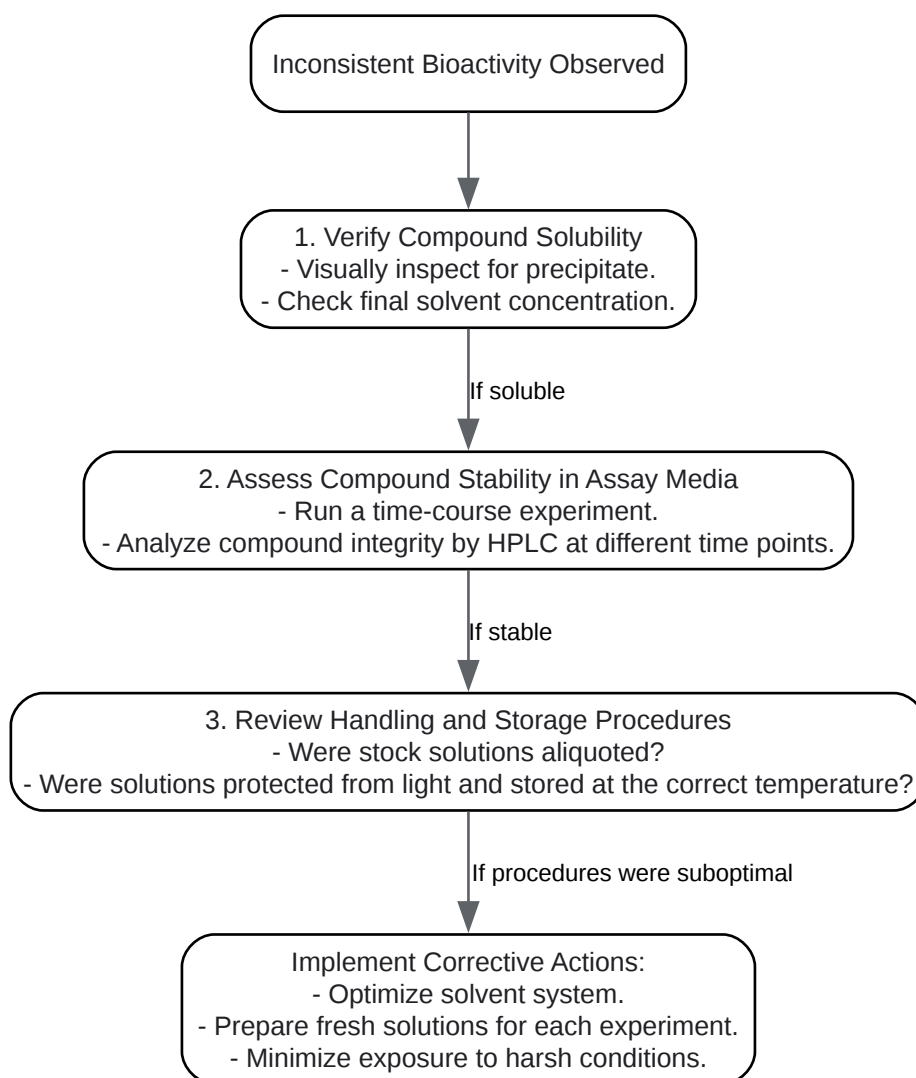 Inconsistent Bioactivity Observed
1. Verify Compound Solubility
- Visually inspect for precipitate.
- Check final solvent concentration.
If soluble
2. Assess Compound Stability in Assay Media
- Run a time-course experiment.
- Analyze compound integrity by HPLC at different time points.
If stable
3. Review Handling and Storage Procedures
- Were stock solutions aliquoted?
- Were solutions protected from light and stored at the correct temperature?
If procedures were suboptimal
Implement Corrective Actions:
- Optimize solvent system.
- Prepare fresh solutions for each experiment.
- Minimize exposure to harsh conditions.